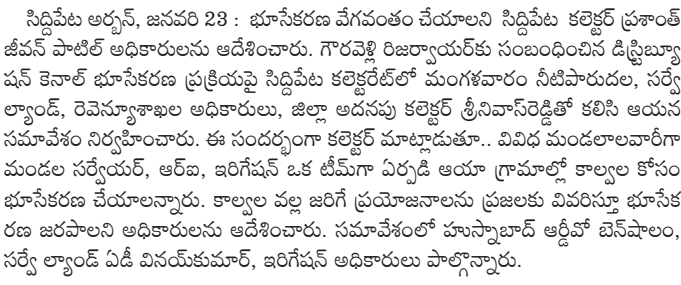 సిద్దిపేట అర్బన్, జనవరి 23 : భూసేకరణ వేగవంతం చేయాలని సిద్దిపేట కలెక్టర్ ప్రశాంత్
జీవన్ పాటిల్ అధికారులను ఆదేశించారు. గౌరవెల్లి రిజర్వాయర్‌కు సంబంధించిన డిస్ట్రిబ్యూ
షన్ కెనాల్ భూసేకరణ ప్రక్రియపై సిద్దిపేట కలెక్టరేట్‌లో మంగళవారం నీటిపారుదల, సర్వే
ల్యాండ్, రెవెన్యూశాఖల అధికారులు, జిల్లా అదనపు కలెక్టర్ శ్రీనివాస్‌రెడ్డితో కలిసి ఆయన
సమావేశం నిర్వహించారు. ఈ సందర్భంగా కలెక్టర్ మాట్లాడుతూ.. వివిధ మండలాలవారీగా
మండల సర్వేయర్, ఆర్ఐ, ఇరిగేషన్ ఒక టీమ్‌గా ఏర్పడి ఆయా గ్రామాల్లో కాల్వల కోసం
భూసేకరణ చేయాలన్నారు. కాల్వల వల్ల జరిగే ప్రయోజనాలను ప్రజలకు వివరిస్తూ భూసేక
రణ జరపాలని అధికారులను ఆదేశించారు. సమావేశంలో హుస్నాబాద్ ఆర్డీవో బెన్‌షాలం,
సర్వే ల్యాండ్ ఏడీ వినయ్‌కుమార్, ఇరిగేషన్ అధికారులు పాల్గొన్నారు.